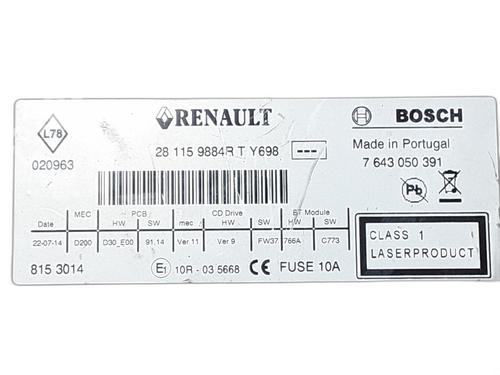 L78
RENAULT
BOSCH
020963
28 115 9884R T Y698
---
Made in Portugal
7 643 050 391
Pb
MEC PCB CD Drive BT Module
Date HW SW mec HW SW HW SW
22-07-14 D200 D30_E00 91.14 Ver 11 Ver 9 FW37 766A C773
CLASS 1
LASERPRODUCT
815 3014
E1 10R - 03 5668 CE FUSE 10A